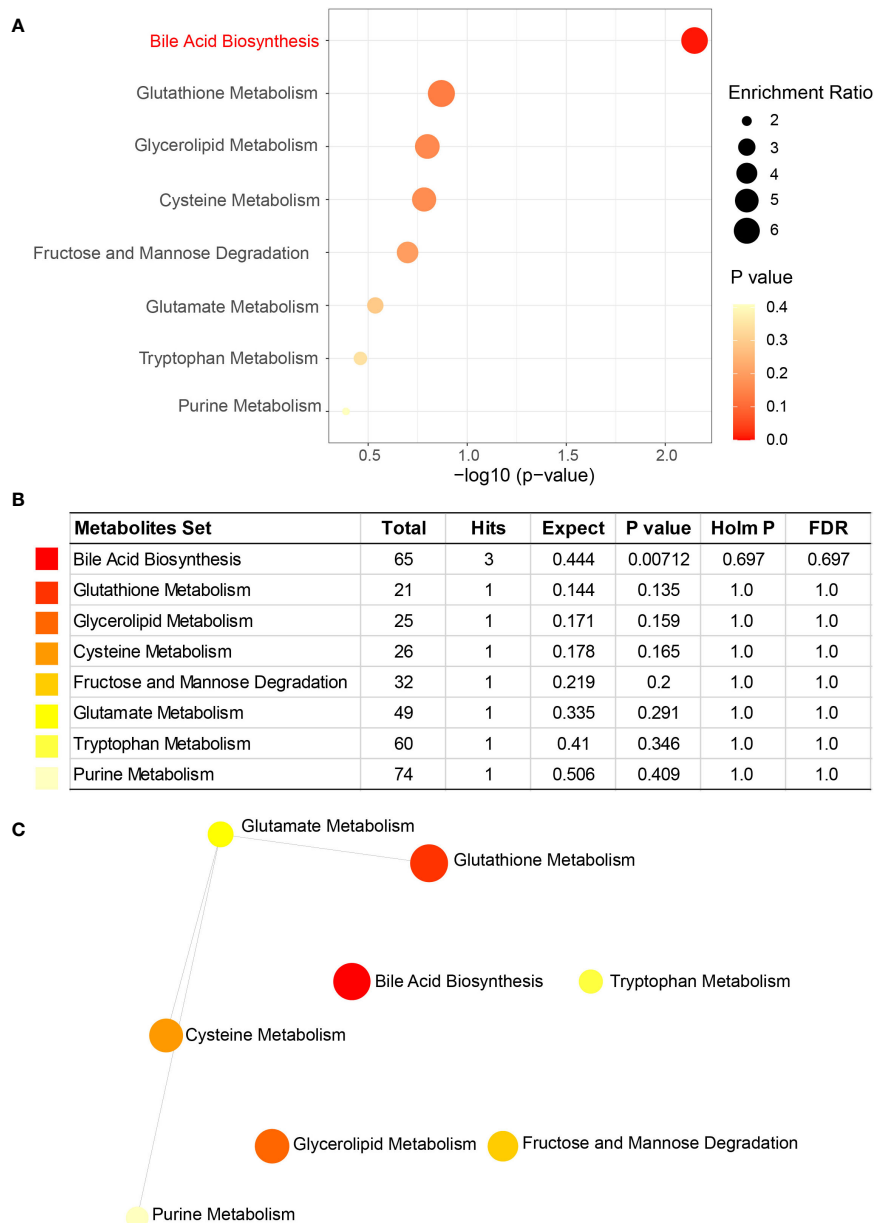 A
Bile Acid Biosynthesis
Glutathione Metabolism
Glycerolipid Metabolism
Cysteine Metabolism
Fructose and Mannose Degradation
Glutamate Metabolism
Tryptophan Metabolism
Purine Metabolism
0.5 1.0 1.5 2.0
−log10 (p−value)
Enrichment Ratio
2
3
4
5
6
P value
0.4
0.3
0.2
0.1
0.0
B
Metabolites Set Total Hits Expect P value Holm P FDR
Bile Acid Biosynthesis 65 3 0.444 0.00712 0.697 0.697
Glutathione Metabolism 21 1 0.144 0.135 1.0 1.0
Glycerolipid Metabolism 25 1 0.171 0.159 1.0 1.0
Cysteine Metabolism 26 1 0.178 0.165 1.0 1.0
Fructose and Mannose Degradation 32 1 0.219 0.2 1.0 1.0
Glutamate Metabolism 49 1 0.335 0.291 1.0 1.0
Tryptophan Metabolism 60 1 0.41 0.346 1.0 1.0
Purine Metabolism 74 1 0.506 0.409 1.0 1.0
C
Glutamate Metabolism
Glutathione Metabolism
Bile Acid Biosynthesis
Tryptophan Metabolism
Cysteine Metabolism
Glycerolipid Metabolism
Fructose and Mannose Degradation
Purine Metabolism